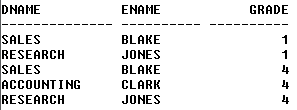 DNAME ENAME GRADE
-------------- ---------- ----------
SALES BLAKE 1
RESEARCH JONES 1
SALES BLAKE 4
ACCOUNTING CLARK 4
RESEARCH JONES 4